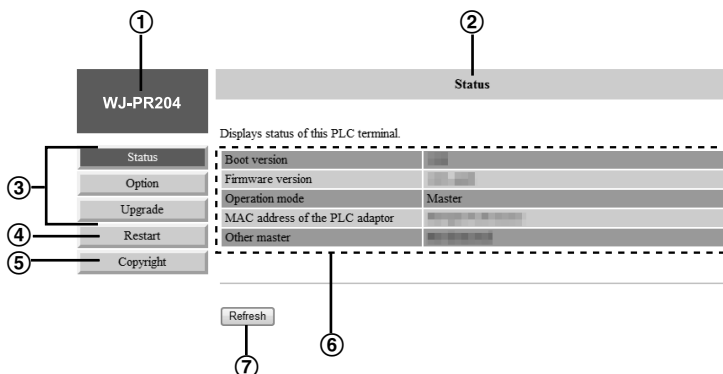 ① ②
WJ-PR204 Status
Displays status of this PLC terminal.
Status
Option
Upgrade
Restart
Copyright
③
④
⑤
Boot version
Firmware version
Operation mode Master
MAC address of the PLC adaptor
Other master
Refresh
⑥
⑦